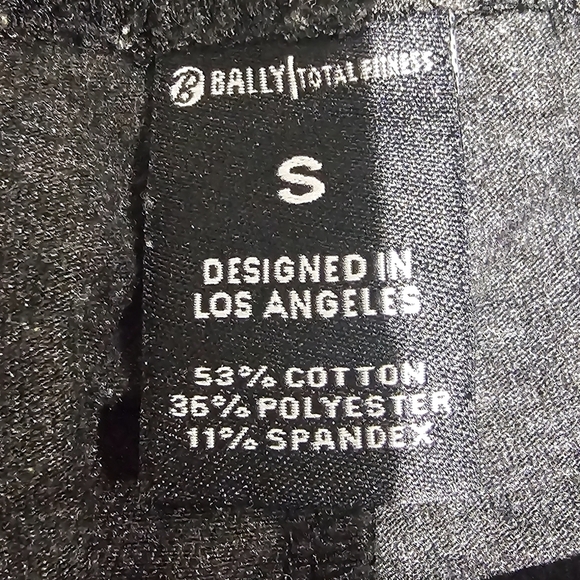 BALLY|TOTAL FITNESS
S
DESIGNED IN
LOS ANGELES
53% COTTON
36% POLYESTER
11% SPANDEX